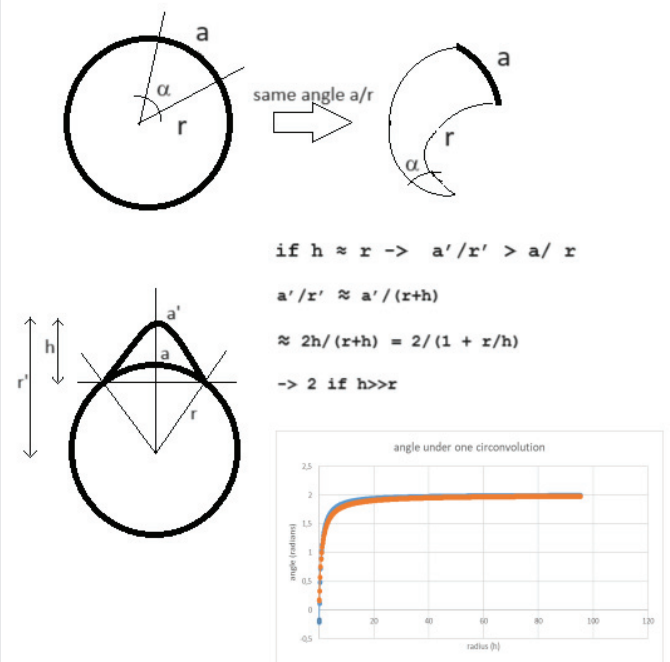 a
α
r
same angle a/r
a
r
α
if h ≈ r -> a'/r' > a/ r
a'/r' ≈ a'/(r+h)
≈ 2h/(r+h) = 2/(1 + r/h)
-> 2 if h>>r
a'
h
a
r'
r
angle under one circonvolution
2,5
2
1,5
1
0,5
0
-0,5
20
40
60
80
100
120
angle (radians)
radius (h)